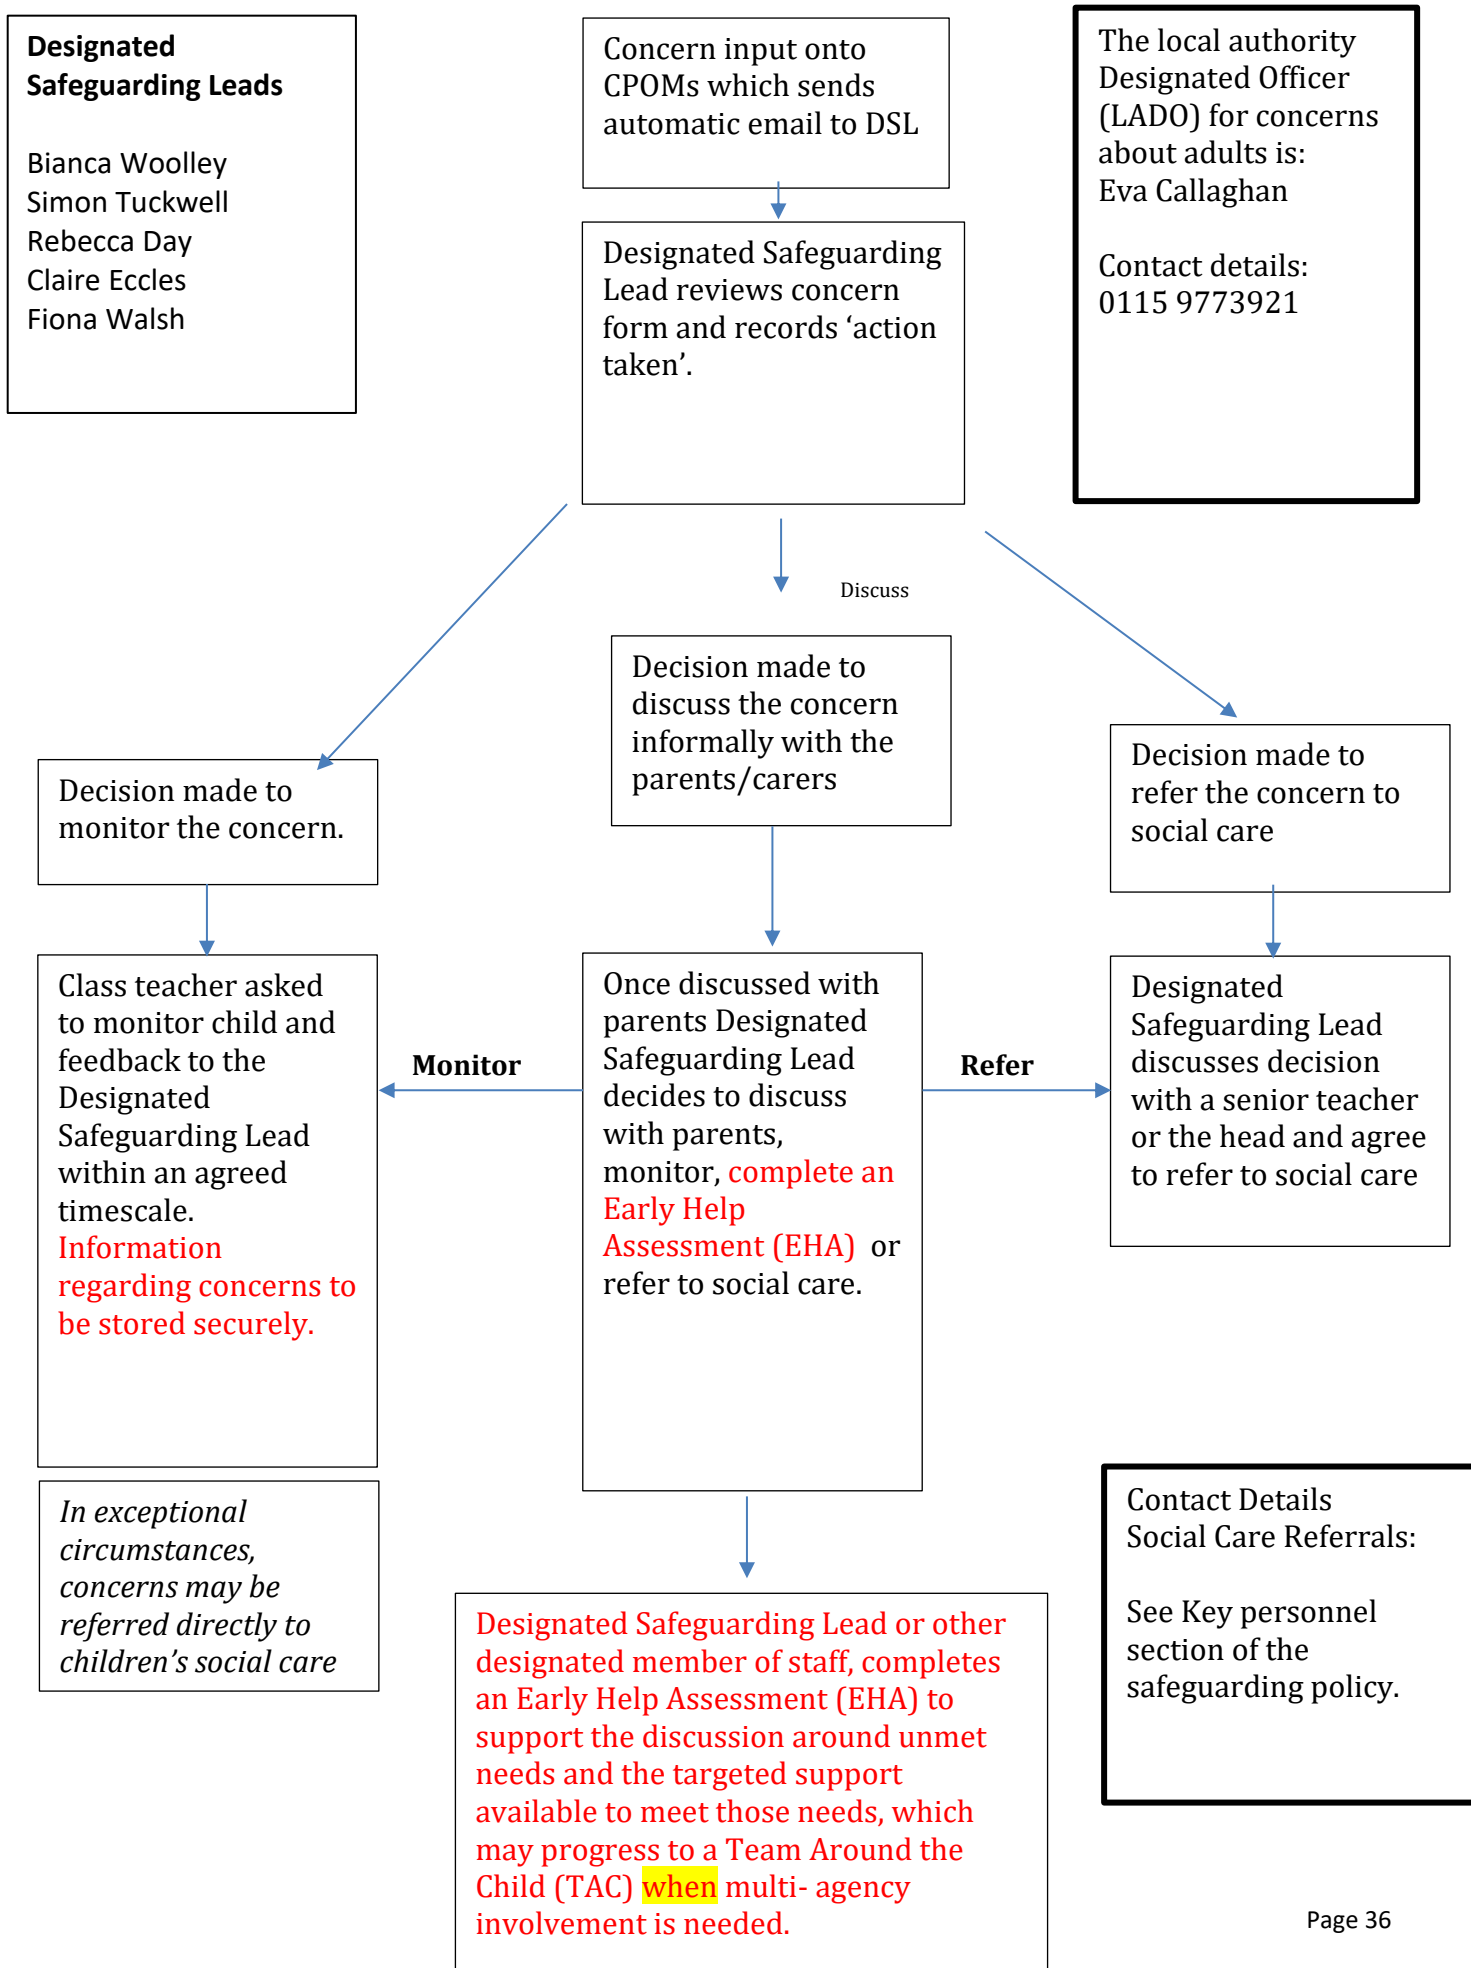 Designated
Safeguarding Leads
Bianca Woolley
Simon Tuckwell
Rebecca Day
Claire Eccles
Fiona Walsh
Concern input onto
CPOMs which sends
automatic email to DSL
The local authority
Designated Officer
(LADO) for concerns
about adults is:
Eva Callaghan
Contact details:
0115 9773921
Designated Safeguarding
Lead reviews concern
form and records ‘action
taken’.
Discuss
Decision made to
monitor the concern.
Decision made to
discuss the concern
informally with the
parents/carers
Decision made to
refer the concern to
social care
Class teacher asked
to monitor child and
feedback to the
Designated
Safeguarding Lead
within an agreed
timescale.
Information
regarding concerns to
be stored securely.
Monitor
Once discussed with
parents Designated
Safeguarding Lead
decides to discuss
with parents,
monitor, complete an
Early Help
Assessment (EHA)  or
refer to social care.
Refer
Designated
Safeguarding Lead
discusses decision
with a senior teacher
or the head and agree
to refer to social care
In exceptional
circumstances,
concerns may be
referred directly to
children’s social care
Designated Safeguarding Lead or other
designated member of staff, completes
an Early Help Assessment (EHA) to
support the discussion around unmet
needs and the targeted support
available to meet those needs, which
may progress to a Team Around the
Child (TAC) when multi- agency
involvement is needed.
Contact Details
Social Care Referrals:
See Key personnel
section of the
safeguarding policy.
Page 36